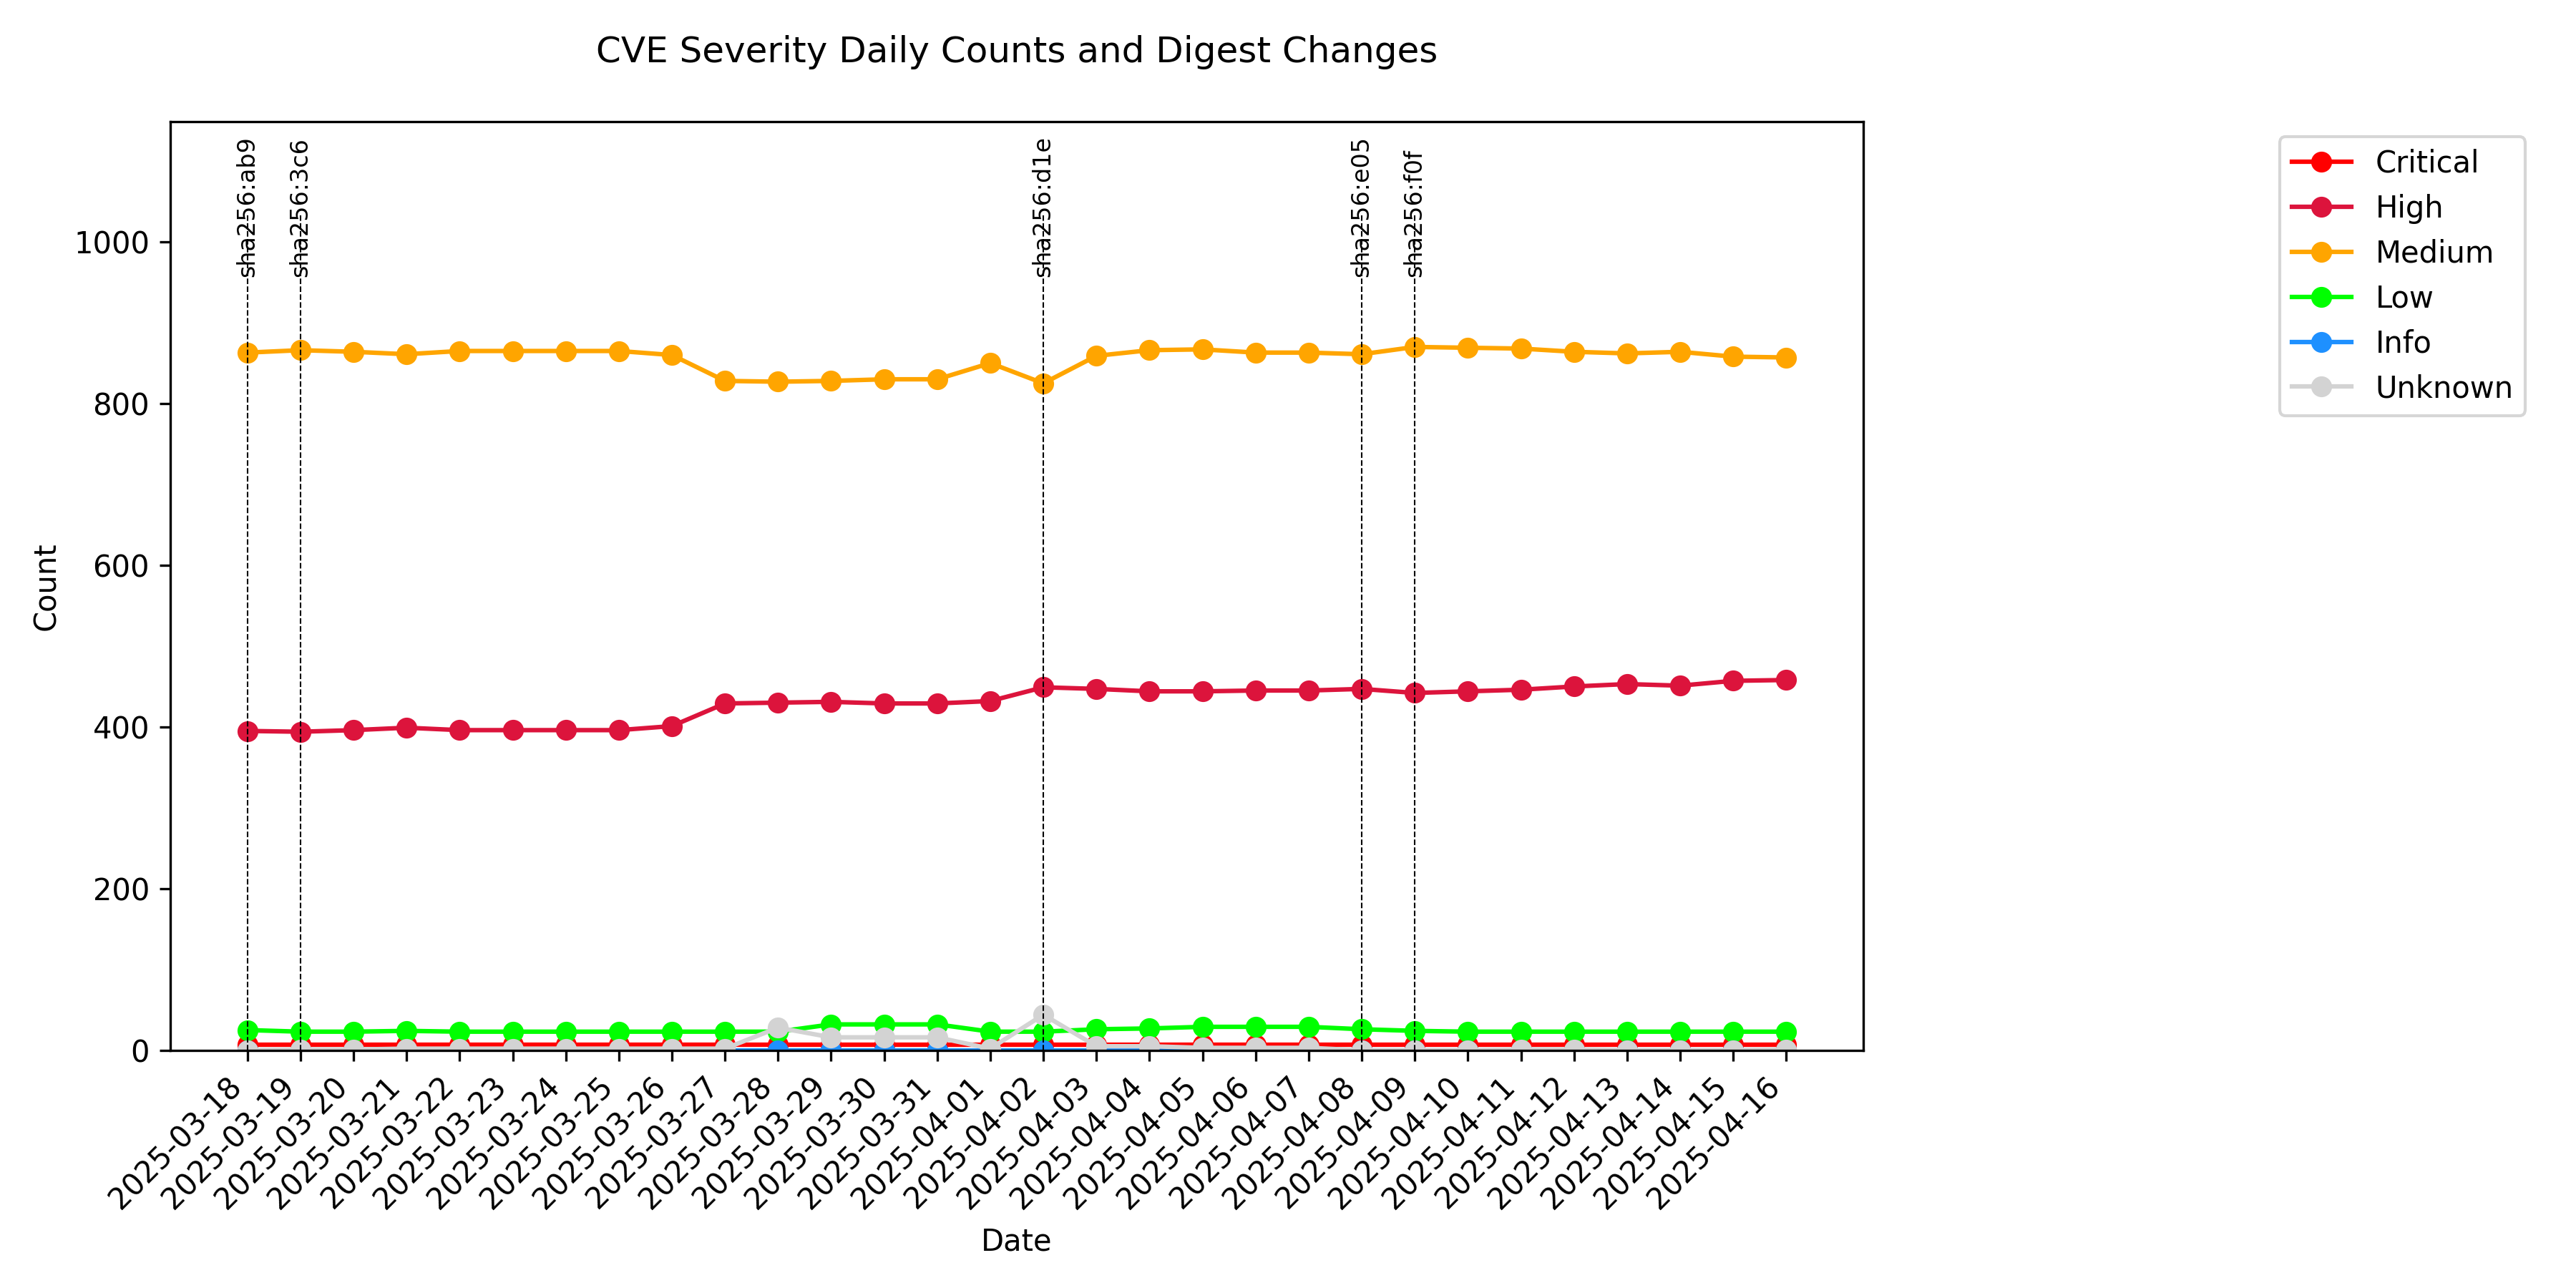 CVE Severity Daily Counts and Digest Changes
sha256:ab9
sha256:3c6
sha256:d1e
sha256:e05
sha256:f0f
Critical
High
Medium
Low
Info
Unknown
Count
1000
800
600
400
200
0
2025-03-18
2025-03-19
2025-03-20
2025-03-21
2025-03-22
2025-03-23
2025-03-24
2025-03-25
2025-03-26
2025-03-27
2025-03-28
2025-03-29
2025-03-30
2025-03-31
2025-04-01
2025-04-02
2025-04-03
2025-04-04
2025-04-05
2025-04-06
2025-04-07
2025-04-08
2025-04-09
2025-04-10
2025-04-11
2025-04-12
2025-04-13
2025-04-14
2025-04-15
2025-04-16
Date